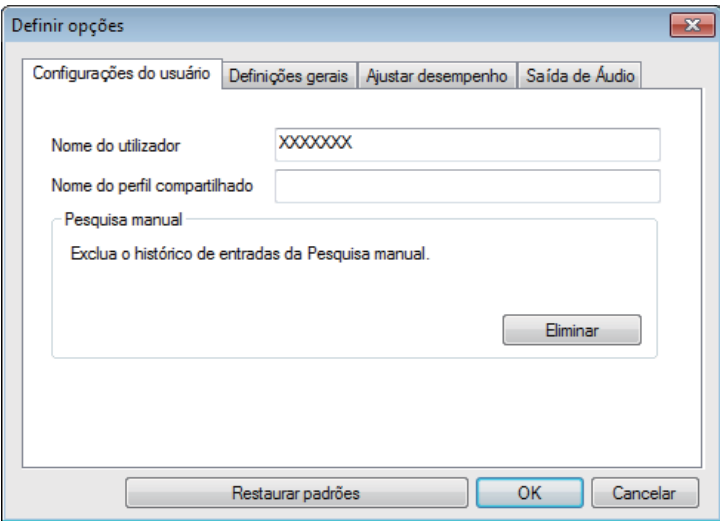 Definir opções
Configurações do usuário Definições gerais Ajustar desempenho Saída de Áudio
Nome do utilizador XXXXXXX
Nome do perfil compartilhado
Pesquisa manual
Exclua o histórico de entradas da Pesquisa manual.
Eliminar
Restaurar padrões OK Cancelar